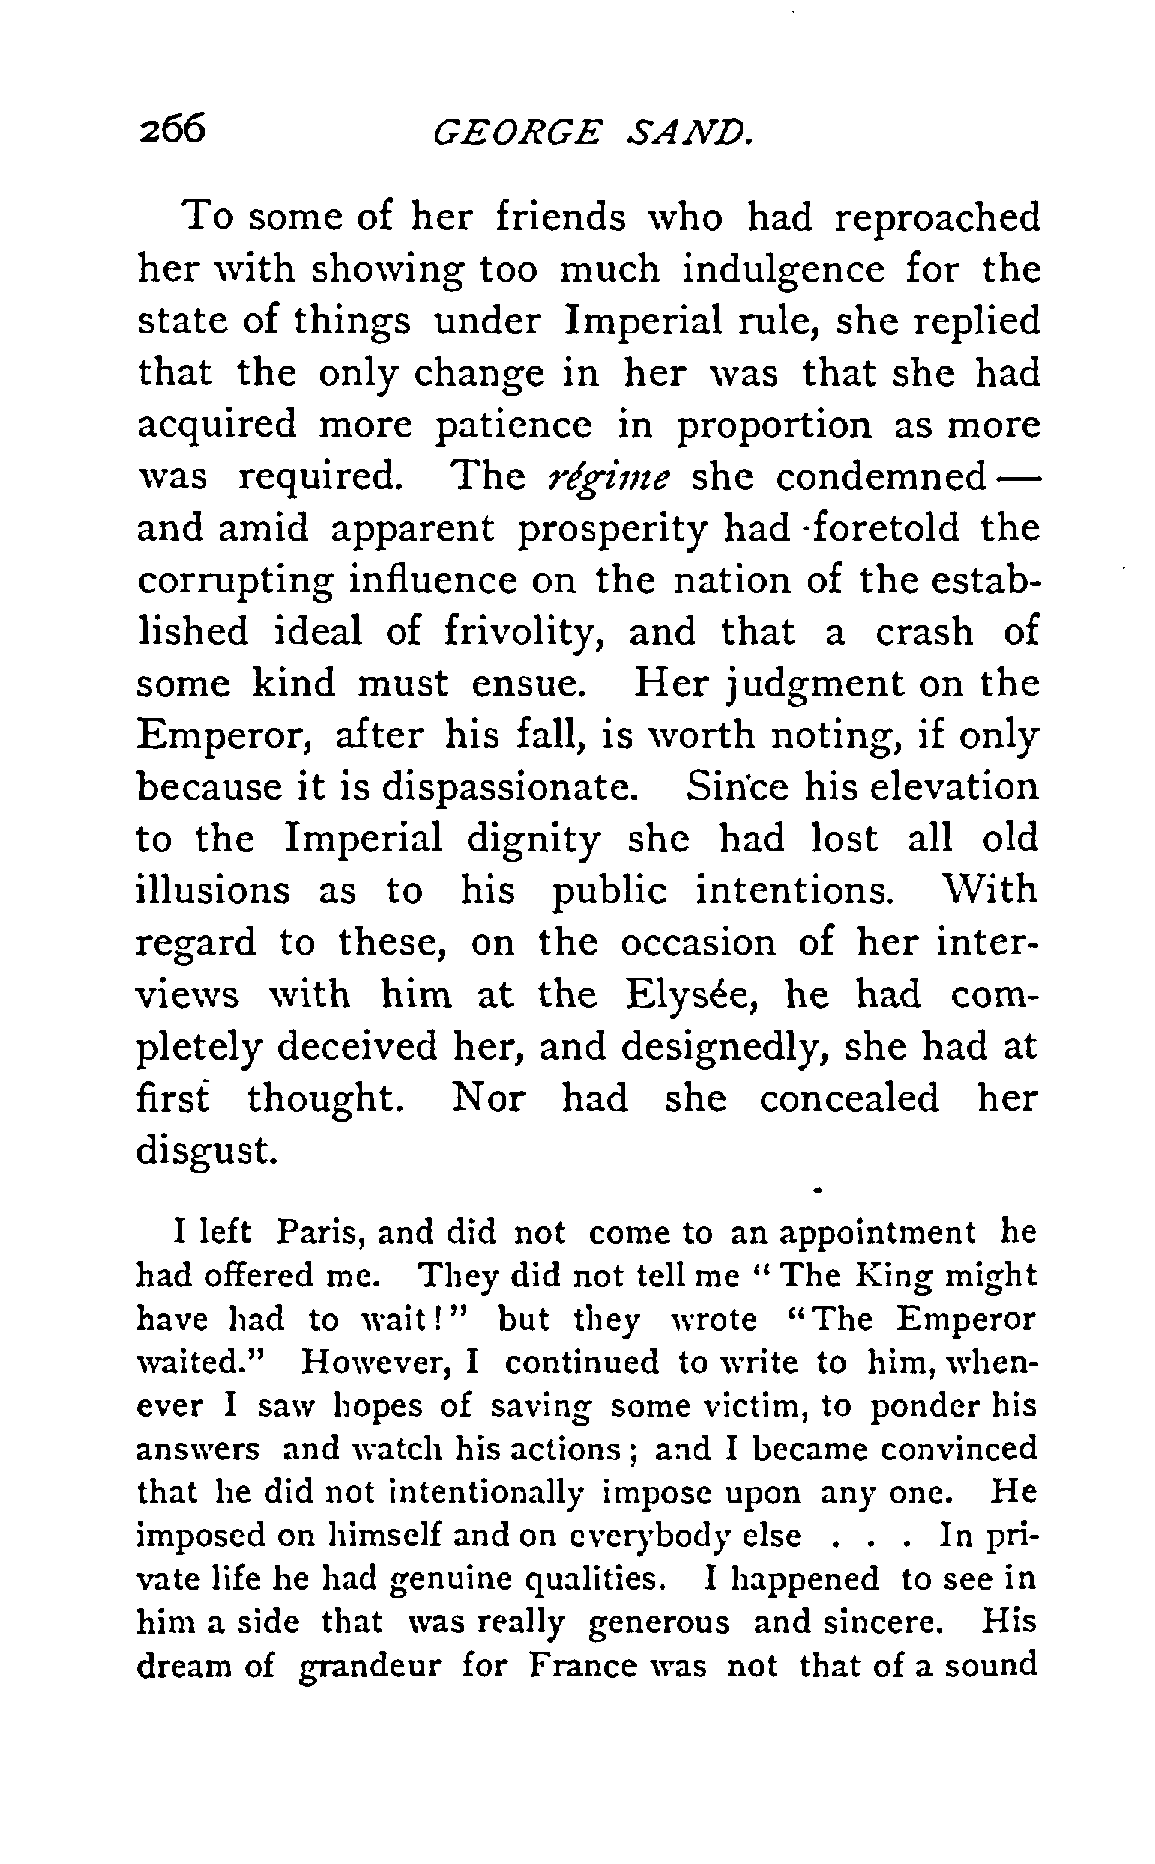 266 GEORGE SAND.
To some of her friends who had reproached
her with showing too much indulgence for the
state of things under Imperial rule, she replied
that the only change in her was that she had
acquired more patience in proportion as more
was required. The régime she condemned —
and amid apparent prosperity had foretold the
corrupting influence on the nation of the estab-
lished ideal of frivolity, and that a crash of
some kind must ensue. Her judgment on the
Emperor, after his fall, is worth noting, if only
because it is dispassionate. Since his elevation
to the Imperial dignity she had lost all old
illusions as to his public intentions. With
regard to these, on the occasion of her inter-
views with him at the Elysée, he had com-
pletely deceived her, and designedly, she had at
first thought. Nor had she concealed her
disgust.
I left Paris, and did not come to an appointment he
had offered me. They did not tell me "The King might
have had to wait!" but they wrote "The Emperor
waited." However, I continued to write to him, when-
ever I saw hopes of saving some victim, to ponder his
answers and watch his actions; and I became convinced
that he did not intentionally impose upon any one. He
imposed on himself and on everybody else . . . In pri-
vate life he had genuine qualities. I happened to see in
him a side that was really generous and sincere. His
dream of grandeur for France was not that of a sound